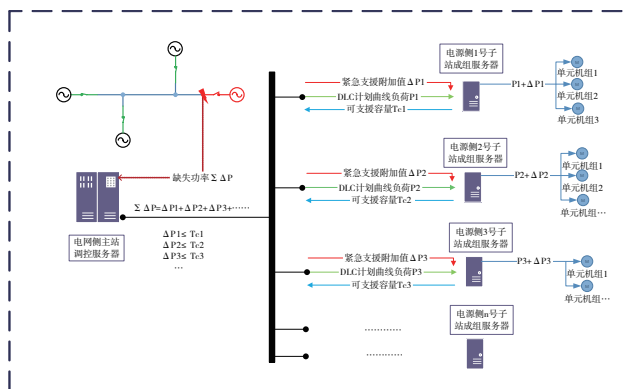 缺失功率Σ ΔP
电网侧主站
调控服务器
Σ ΔP=ΔP1+ΔP2+ΔP3+……
ΔP1≤ Tc1
ΔP2≤ Tc2
ΔP3≤ Tc3
…
电源侧1号子
站成组服务器
紧急支援附加值ΔP1
DLC计划曲线负荷P1
可支援容量Tc1
P1+ΔP1
单元机组1
单元机组2
单元机组3
电源侧2号子
站成组服务器
紧急支援附加值ΔP2
DLC计划曲线负荷P2
可支援容量Tc2
P2+ΔP2
单元机组1
单元机组2
单元机组…
电源侧3号子
站成组服务器
紧急支援附加值ΔP3
DLC计划曲线负荷P3
可支援容量Tc3
P3+ΔP3
单元机组1
单元机组…
电源侧n号子
站成组服务器
…………
…………